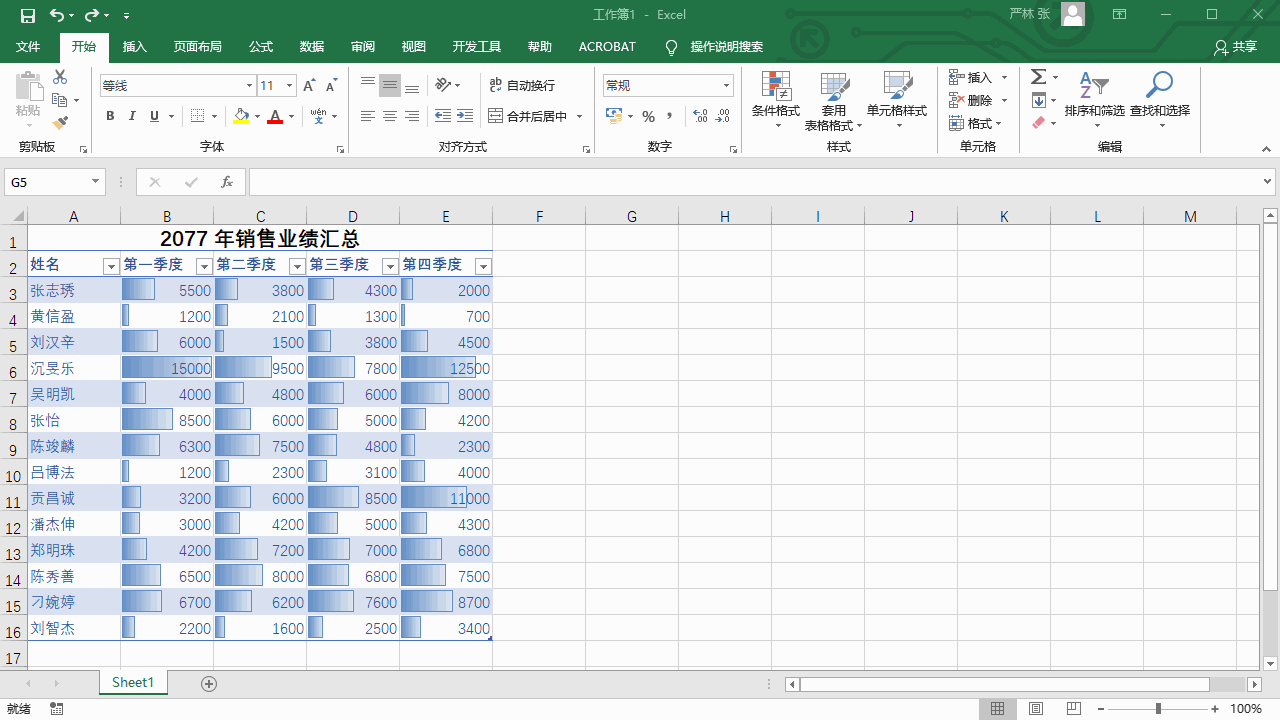 工作簿1 - Excel
严林 张
文件 开始 插入 页面布局 公式 数据 审阅 视图 开发工具 帮助 ACROBAT 操作说明搜索 共享
粘贴
剪贴板
等线 11
B I U
字体
自动换行
合并后居中
对齐方式
常规
数字
条件格式
套用
表格格式
单元格样式
样式
插入
删除
格式
单元格
排序和筛选 查找和选择
编辑
G5
A B C D E F G H I J K L M
1 2077 年销售业绩汇总
2 姓名 第一季度 第二季度 第三季度 第四季度
3 张志琇 5500 3800 4300 2000
4 黄信盈 1200 2100 1300 700
5 刘汉辛 6000 1500 3800 4500
6 沉旻乐 15000 9500 7800 12500
7 吴明凯 4000 4800 6000 8000
8 张怡 8500 6000 5000 4200
9 陈竣麟 6300 7500 4800 2300
10 吕博法 1200 2300 3100 4000
11 贡昌诚 3200 6000 8500 11000
12 潘杰伸 3000 4200 5000 4300
13 郑明珠 4200 7200 7000 6800
14 陈秀善 6500 8000 6800 7500
15 刁婉婷 6700 6200 7600 8700
16 刘智杰 2200 1600 2500 3400
17
Sheet1
就绪
100%